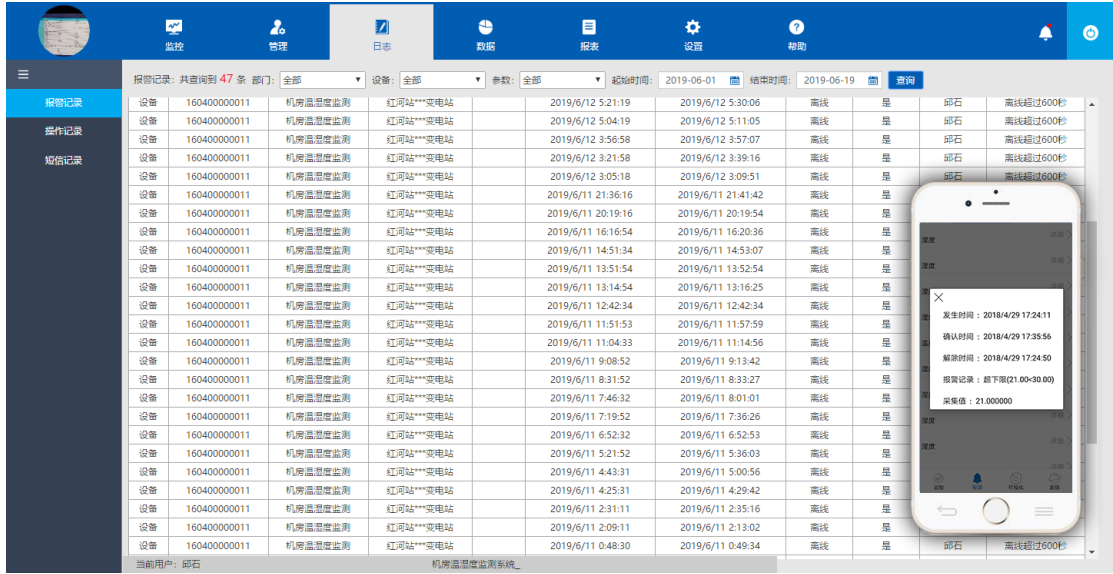 监控 管理 日志 数据 报表 设置 帮助
报警记录：共查询到 47 条 部门：全部 设备：全部 参数：全部 起始时间：2019-06-01 结束时间：2019-06-19 查询
报警记录
操作记录
短信记录
设备 160400000011 机房温湿度监测 红河站***变电站 2019/6/12 5:21:19 2019/6/12 5:30:06 离线 是 邱石 离线超过600秒
设备 160400000011 机房温湿度监测 红河站***变电站 2019/6/12 5:04:19 2019/6/12 5:11:05 离线 是 邱石 离线超过600秒
设备 160400000011 机房温湿度监测 红河站***变电站 2019/6/12 3:56:58 2019/6/12 3:57:07 离线 是 邱石 离线超过600秒
设备 160400000011 机房温湿度监测 红河站***变电站 2019/6/12 3:21:58 2019/6/12 3:39:16 离线 是 邱石 离线超过600秒
设备 160400000011 机房温湿度监测 红河站***变电站 2019/6/12 3:05:18 2019/6/12 3:09:51 离线 是 邱石 离线超过600秒
设备 160400000011 机房温湿度监测 红河站***变电站 2019/6/11 21:36:16 2019/6/11 21:41:42 离线 是
设备 160400000011 机房温湿度监测 红河站***变电站 2019/6/11 20:19:16 2019/6/11 20:19:54 离线 是
设备 160400000011 机房温湿度监测 红河站***变电站 2019/6/11 16:16:54 2019/6/11 16:20:36 离线 是
设备 160400000011 机房温湿度监测 红河站***变电站 2019/6/11 14:51:34 2019/6/11 14:53:07 离线 是
设备 160400000011 机房温湿度监测 红河站***变电站 2019/6/11 13:51:54 2019/6/11 13:52:54 离线 是
设备 160400000011 机房温湿度监测 红河站***变电站 2019/6/11 13:14:54 2019/6/11 13:16:25 离线 是
设备 160400000011 机房温湿度监测 红河站***变电站 2019/6/11 12:42:34 2019/6/11 12:42:34 离线 是
设备 160400000011 机房温湿度监测 红河站***变电站 2019/6/11 11:51:53 2019/6/11 11:57:59 离线 是
设备 160400000011 机房温湿度监测 红河站***变电站 2019/6/11 11:04:33 2019/6/11 11:14:56 离线 是
设备 160400000011 机房温湿度监测 红河站***变电站 2019/6/11 9:08:52 2019/6/11 9:13:42 离线 是
设备 160400000011 机房温湿度监测 红河站***变电站 2019/6/11 8:31:52 2019/6/11 8:33:27 离线 是
设备 160400000011 机房温湿度监测 红河站***变电站 2019/6/11 7:46:32 2019/6/11 8:01:01 离线 是
设备 160400000011 机房温湿度监测 红河站***变电站 2019/6/11 7:19:52 2019/6/11 7:36:26 离线 是
设备 160400000011 机房温湿度监测 红河站***变电站 2019/6/11 6:52:32 2019/6/11 6:52:53 离线 是
设备 160400000011 机房温湿度监测 红河站***变电站 2019/6/11 5:21:52 2019/6/11 5:36:03 离线 是
设备 160400000011 机房温湿度监测 红河站***变电站 2019/6/11 4:43:31 2019/6/11 5:00:56 离线 是
设备 160400000011 机房温湿度监测 红河站***变电站 2019/6/11 4:25:31 2019/6/11 4:29:42 离线 是
设备 160400000011 机房温湿度监测 红河站***变电站 2019/6/11 2:31:11 2019/6/11 2:35:16 离线 是
设备 160400000011 机房温湿度监测 红河站***变电站 2019/6/11 2:09:11 2019/6/11 2:13:02 离线 是
设备 160400000011 机房温湿度监测 红河站***变电站 2019/6/11 0:48:30 2019/6/11 0:49:34 离线 是 邱石 离线超过600秒
湿度
湿度
发生时间：2018/4/29 17:24:11
确认时间：2018/4/29 17:35:56
解除时间：2018/4/29 17:24:50
报警记录：超下限(21.00<30.00)
采集值：21.000000
湿度
湿度
当前用户：邱石 机房温湿度监测系统_